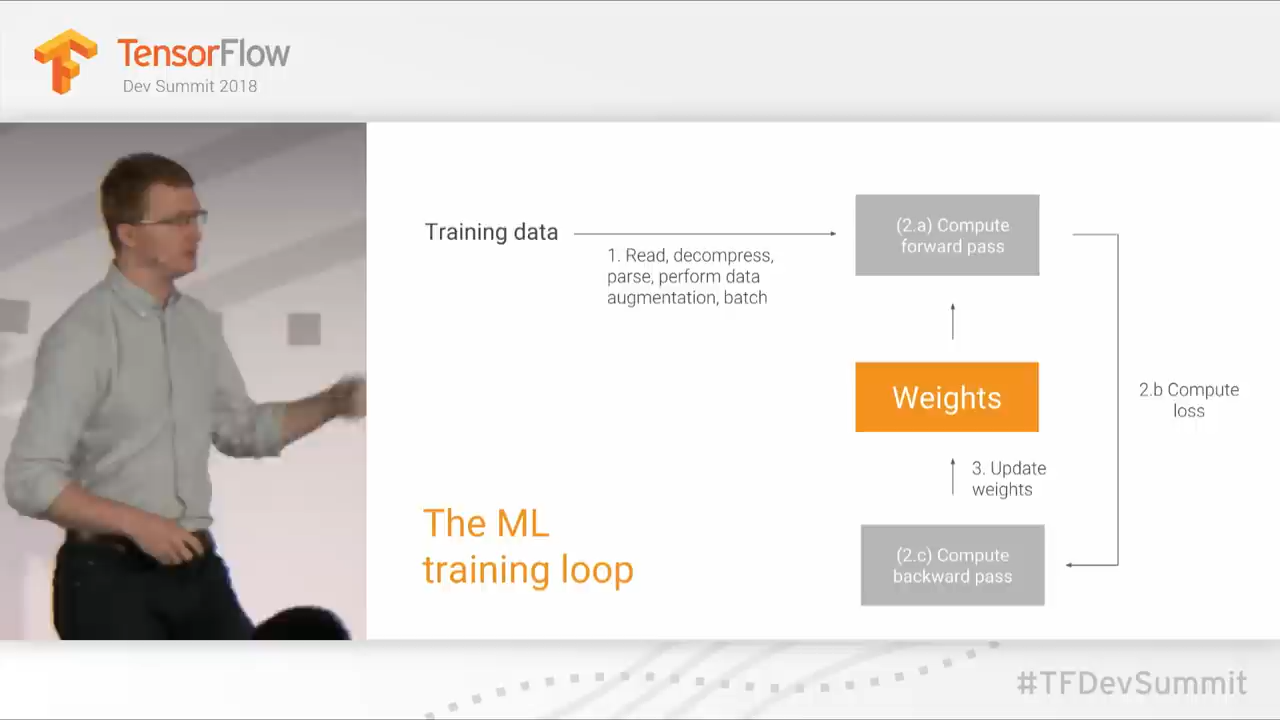 TensorFlow
Dev Summit 2018
Training data
1. Read, decompress,
parse, perform data
augmentation, batch
(2.a) Compute
forward pass
Weights
2.b Compute
loss
3. Update
weights
The ML
training loop
(2.c) Compute
backward pass
#TFDevSummit